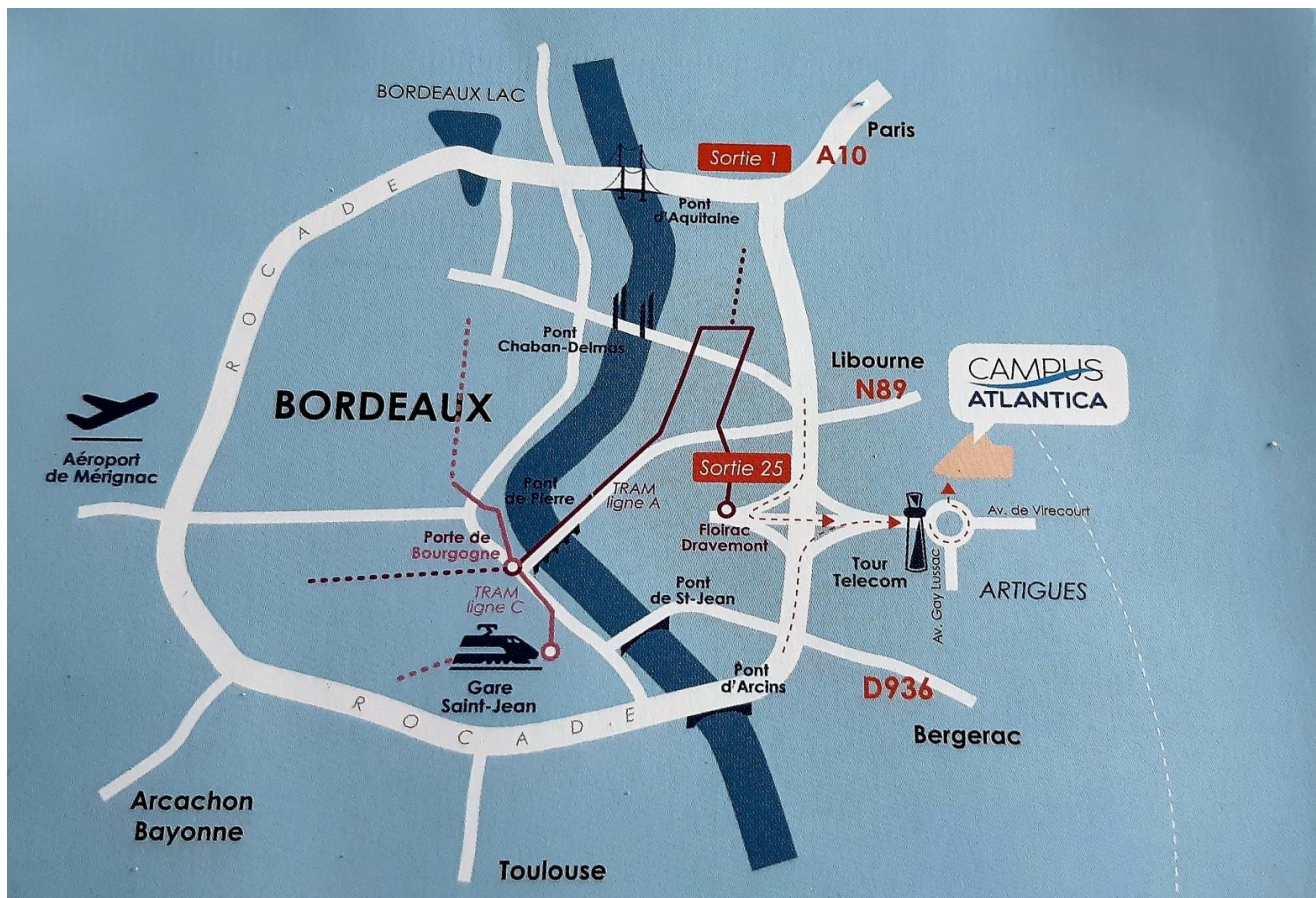 BORDEAUX LAC
Paris
A10
Sortie 1
Pont
d'Aquitaine
ROCADE
Pont
Chaban-Delmas
Libourne
N89
CAMPUS
ATLANTICA
BORDEAUX
Aéroport
de Mérignac
Sortie 25
Pont
de Pierre
TRAM
ligne A
Av. de Virecourt
Floirac
Dravemont
Porte de
Bourgogne
Tour
Telecom
Av. Gay Lussac
ARTIGUES
TRAM
ligne C
Pont
de St-Jean
Gare
Saint-Jean
Pont
d'Arcins
D936
ROCADE
Bergerac
Arcachon
Bayonne
Toulouse